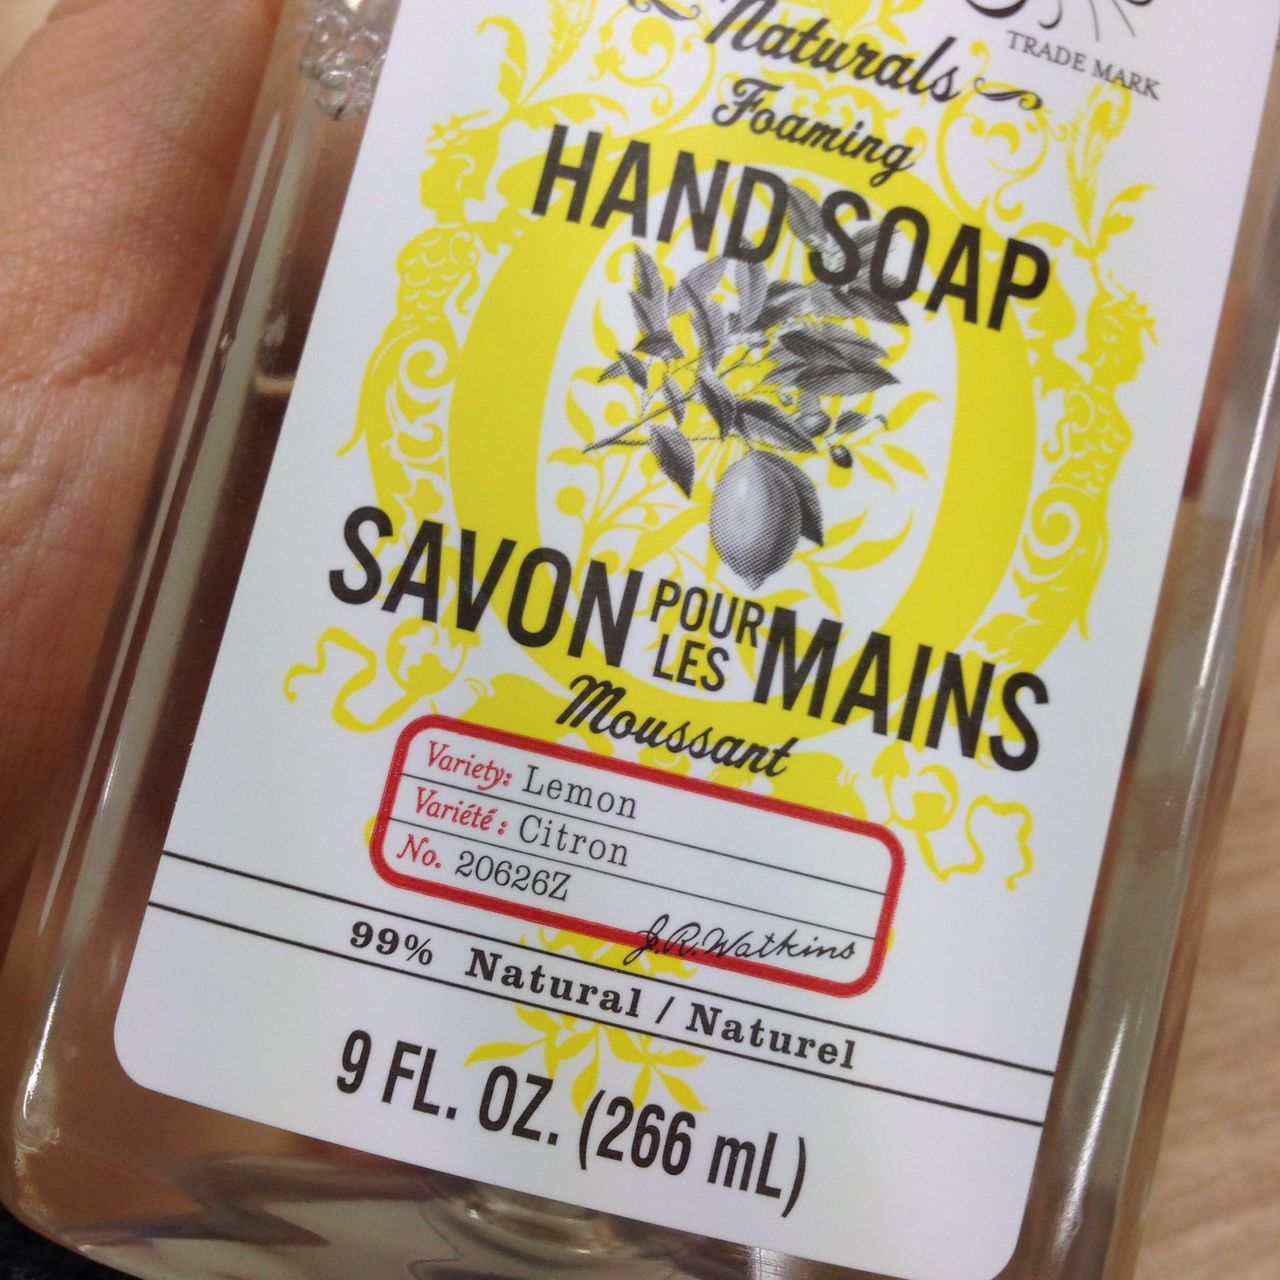 Naturals
TRADE MARK
Foaming
HAND SOAP
SAVON POUR LES MAINS
Moussant
Variety: Lemon
Variété : Citron
No. 20626Z
J.R. Watkins
99% Natural / Naturel
9 FL. OZ. (266 mL)